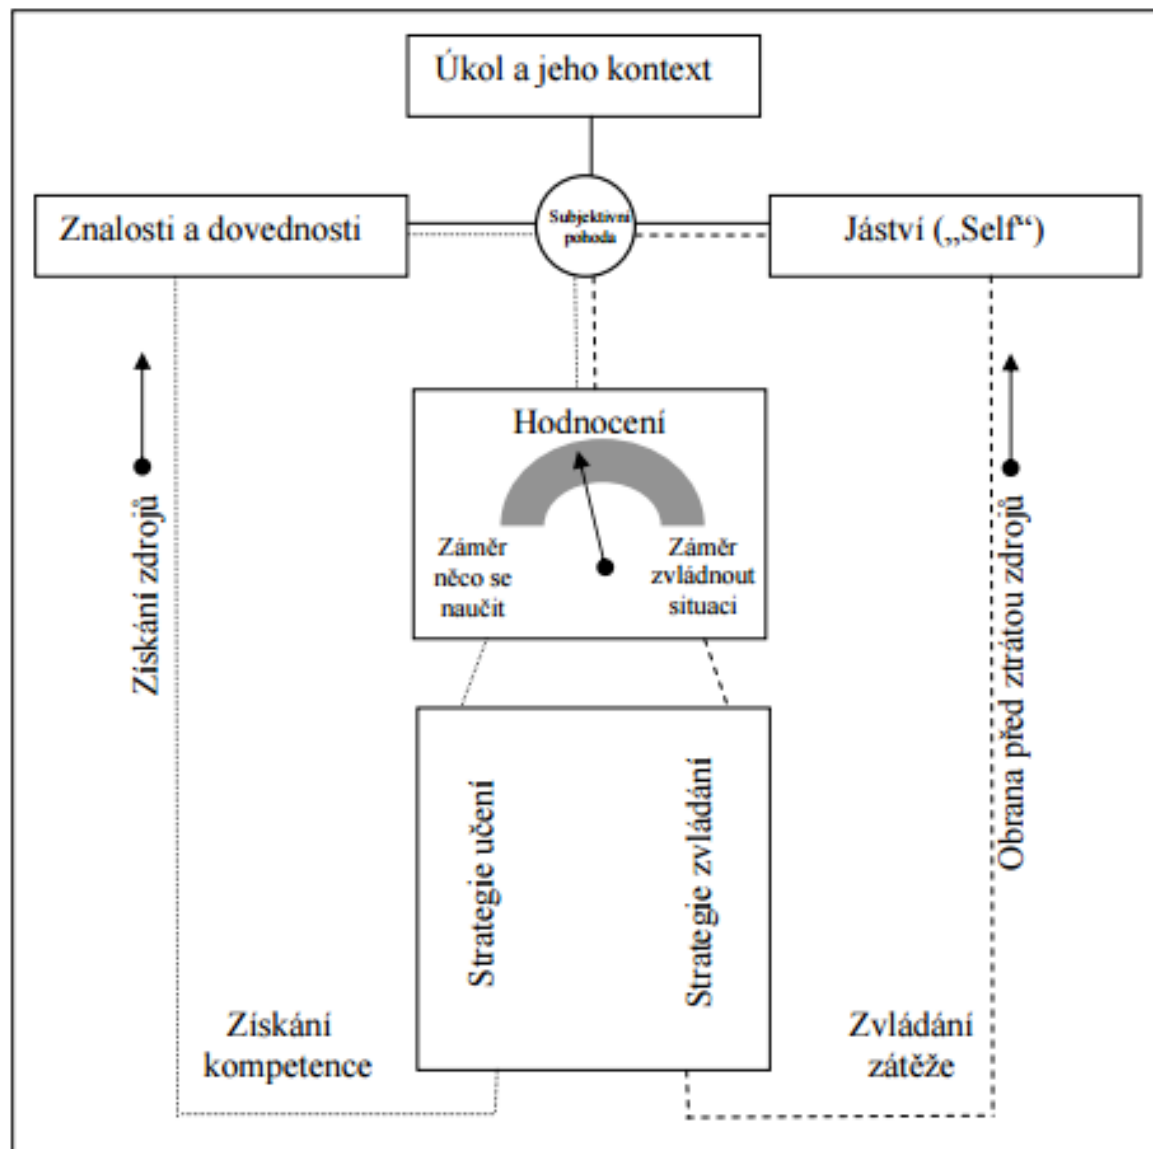 Úkol a jeho kontext
Znalosti a dovednosti
Subjektivní
pohoda
Jáství („Self“)
Hodnocení
Záměr
něco se
naučit
Záměr
zvládnout
situaci
Získání zdrojů
Obrana před ztrátou zdrojů
Strategie učení
Strategie zvládání
Získání
kompetence
Zvládání
zátěže